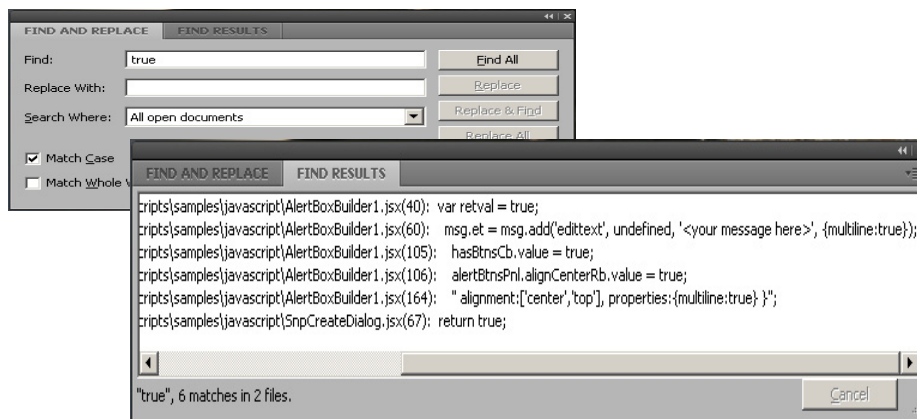 FIND AND REPLACE FIND RESULTS
Find: true Find All
Replace With: Replace
Search Where: All open documents Replace & Find
Replace All
Match Case
Match Whole
FIND AND REPLACE FIND RESULTS
cripts\samples\javascript\AlertBoxBuilder1.jsx(40): var retval = true;
cripts\samples\javascript\AlertBoxBuilder1.jsx(60): msg.et = msg.add('edittext', undefined, '<your message here>', {multiline:true});
cripts\samples\javascript\AlertBoxBuilder1.jsx(105): hasBtnsCb.value = true;
cripts\samples\javascript\AlertBoxBuilder1.jsx(106): alertBtnsPnl.alignCenterRb.value = true;
cripts\samples\javascript\AlertBoxBuilder1.jsx(164): " alignment:['center','top'], properties:{multiline:true} }";
cripts\samples\javascript\SnpCreateDialog.jsx(67): return true;
"true", 6 matches in 2 files. Cancel